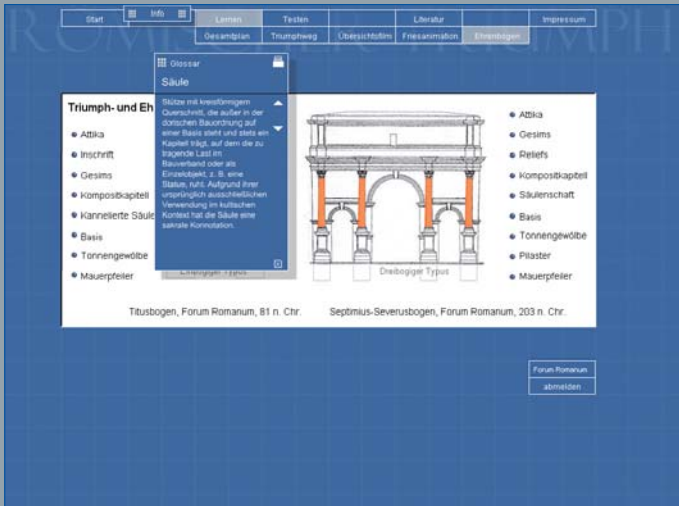 RÖMISCHER TRIUMPH
Start
Info
Lernen
Testen
Literatur
Impressum
Gesamtplan
Triumphweg
Übersichtsfilm
Friesanimation
Ehrenbögen
Glossar
Säule
Stütze mit kreisförmigem
Querschnitt, die außer in der
dorischen Bauordnung auf
einer Basis steht und stets ein
Kapitell trägt, auf dem die zu
tragende Last im
Bauverband oder als
Einzelobjekt, z. B. eine
Statue, ruht. Aufgrund ihrer
ursprünglich ausschließlichen
Verwendung im kultischen
Kontext hat die Säule eine
sakrale Konnotation.
Triumph- und Eh
Attika
Inschrift
Gesims
Kompositkapitell
Kannelierte Säule
Basis
Tonnengewölbe
Mauerpfeiler
Dreibogiger Typus
Attika
Gesims
Reliefs
Kompositkapitell
Säulenschaft
Basis
Tonnengewölbe
Pilaster
Mauerpfeiler
Titusbogen, Forum Romanum, 81 n. Chr.
Septimius-Severusbogen, Forum Romanum, 203 n. Chr.
Forum Romanum
abmelden